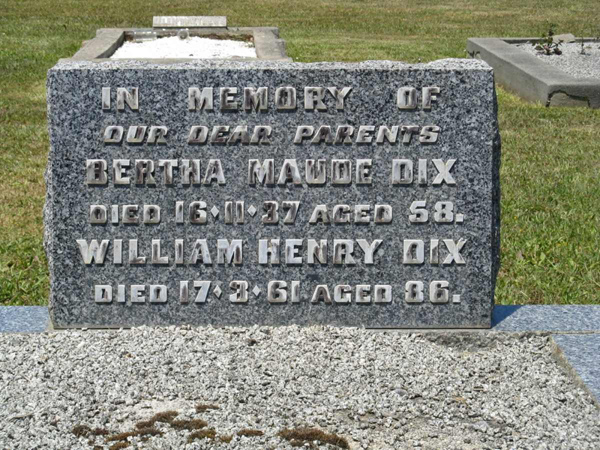 IN MEMORY OF
OUR DEAR PARENTS
BERTHA MAUDE DIX
DIED 16·11·37 AGED 58.
WILLIAM HENRY DIX
DIED 17·3·61 AGED 86.